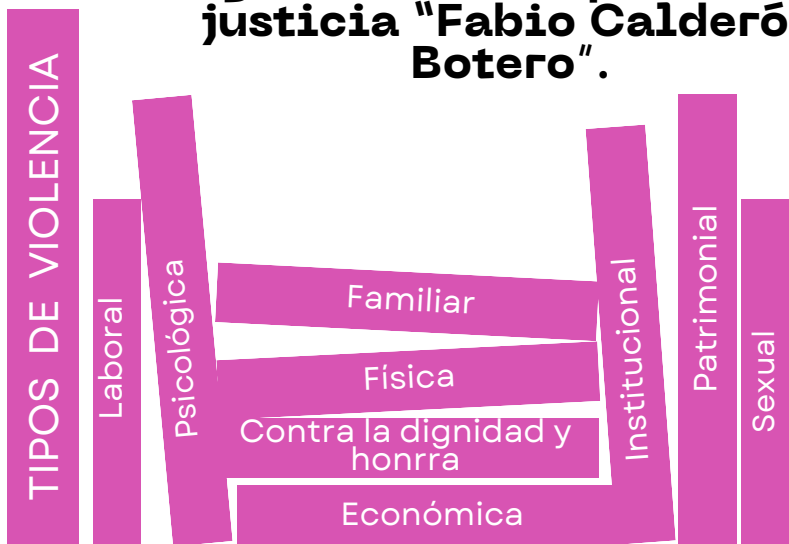 justicia "Fabio Calderó
Botero".
TIPOS DE VIOLENCIA
Laboral
Psicológica
Familiar
Física
Contra la dignidad y
honrra
Económica
Institucional
Patrimonial
Sexual